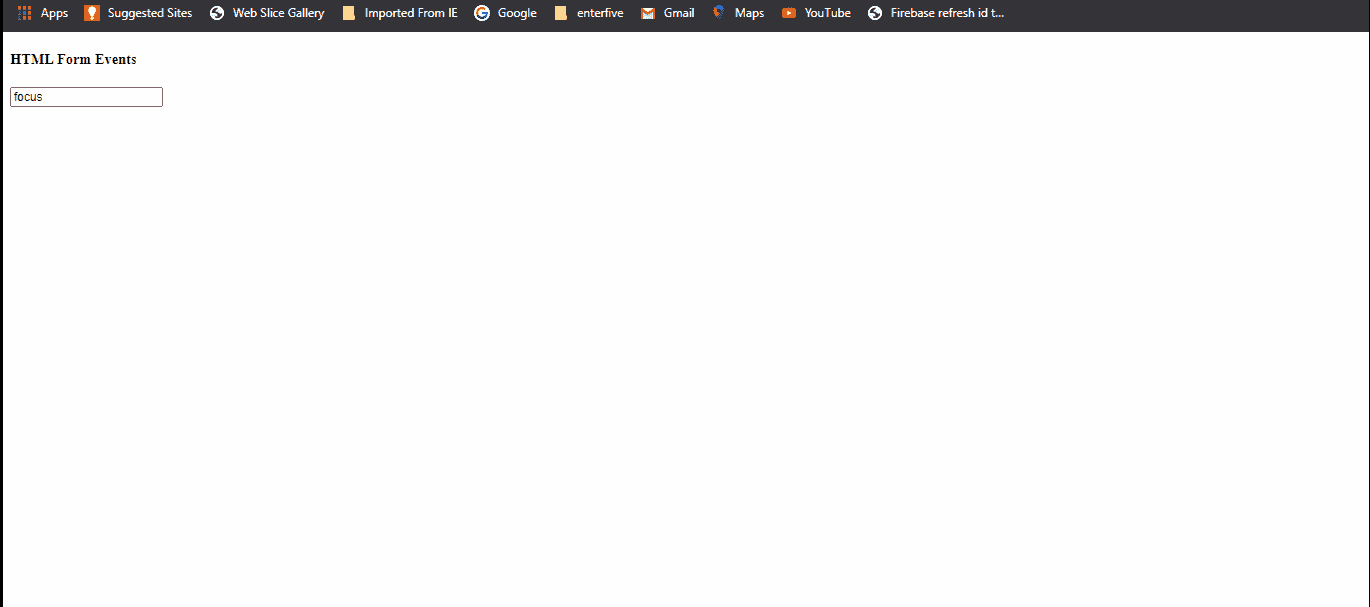 Apps Suggested Sites Web Slice Gallery Imported From IE Google enterfive Gmail Maps YouTube Firebase refresh id t...
HTML Form Events
focus